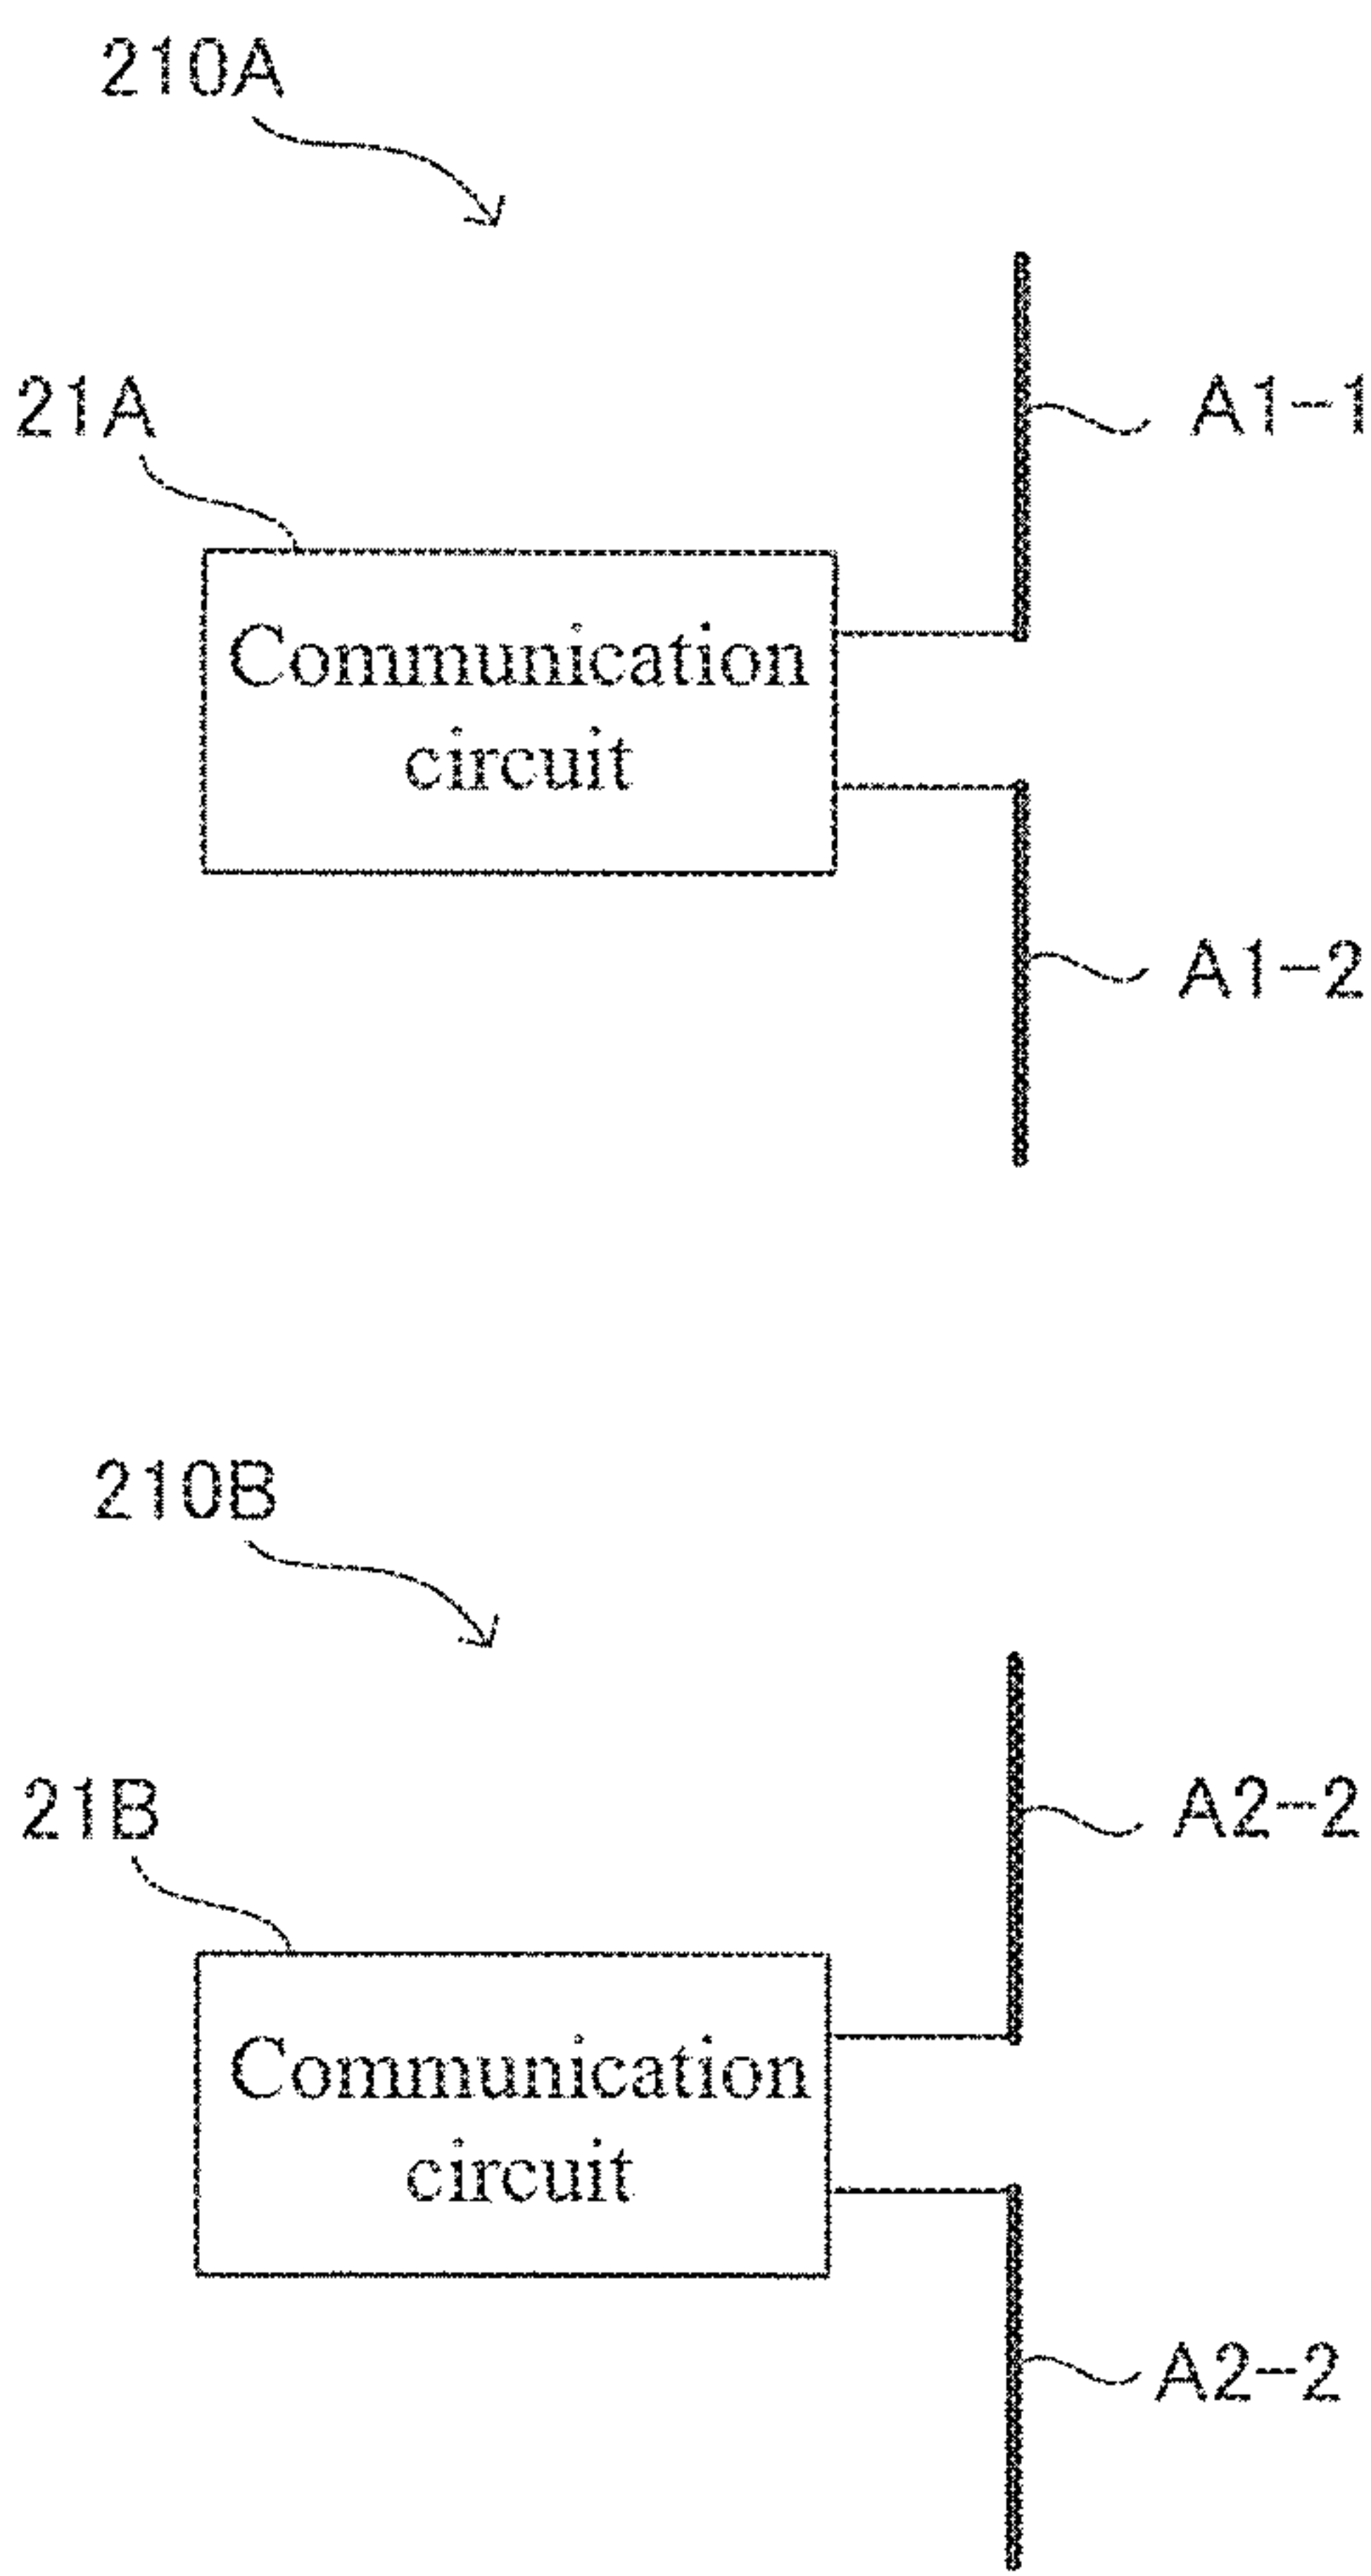 210A
21A
A1-1
Communication
circuit
A1-2
210B
21B
A2-2
Communication
circuit
A2-2